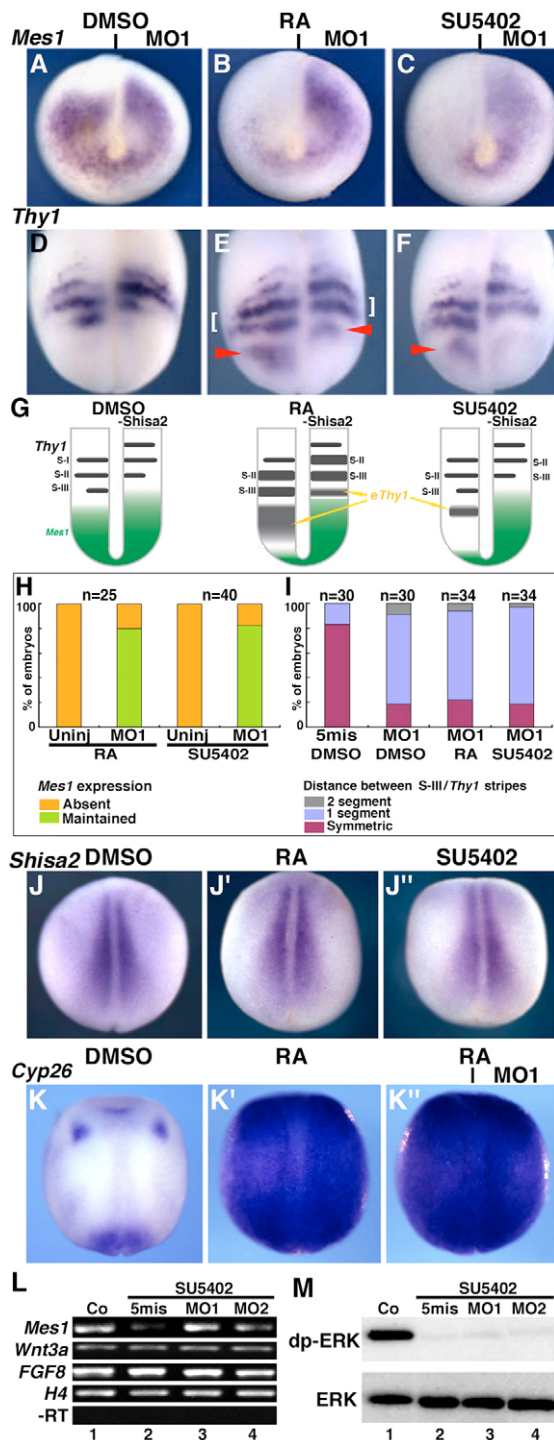 DMSO RA SU5402
Mes1 MO1 MO1 MO1
A B C
Thy1
D E F
[ ]
G DMSO RA SU5402
-Shisa2 -Shisa2 -Shisa2
Thy1
S-I S-II S-II
S-II S-III S-III
S-III
S-II S-II
S-III eThy1 S-III
Mes1
H n=25 n=40
I n=30 n=30 n=34 n=34
100 100
% of embryos % of embryos
0 0
Uninj MO1 Uninj MO1
RA SU5402
5mis MO1 MO1 MO1
DMSO DMSO RA SU5402
Mes1 expression
Absent
Maintained
Distance between S-III/Thy1 stripes
2 segment
1 segment
Symmetric
Shisa2 DMSO RA SU5402
J J' J''
DMSO RA RA
Cyp26 MO1
K K' K''
L SU5402
Co 5mis MO1 MO2
Mes1
Wnt3a
FGF8
H4
-RT
1 2 3 4
M SU5402
Co 5mis MO1 MO2
dp-ERK
ERK
1 2 3 4